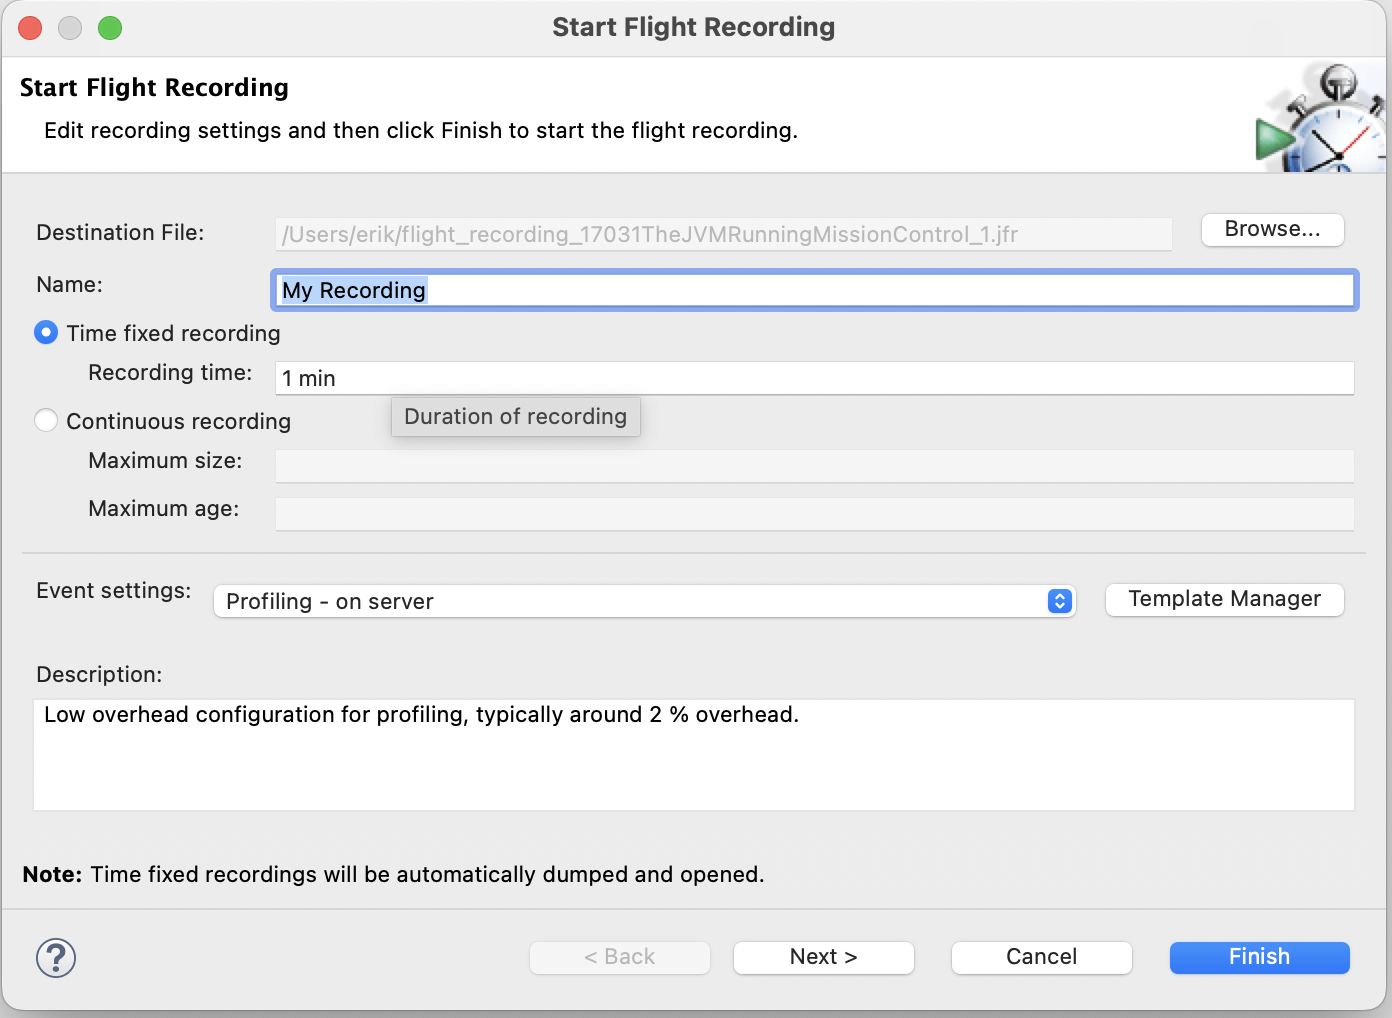 Start Flight Recording
Start Flight Recording
Edit recording settings and then click Finish to start the flight recording.
Destination File: /Users/erik/flight_recording_17031TheJVMRunningMissionControl_1.jfr Browse...
Name: My Recording
Time fixed recording
Recording time: 1 min
Continuous recording Duration of recording
Maximum size:
Maximum age:
Event settings: Profiling - on server Template Manager
Description:
Low overhead configuration for profiling, typically around 2 % overhead.
Note: Time fixed recordings will be automatically dumped and opened.
? < Back Next > Cancel Finish